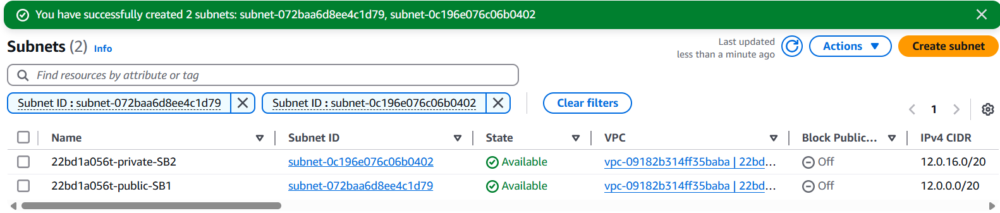 You have successfully created 2 subnets: subnet-072baa6d8ee4c1d79, subnet-0c196e076c06b0402
Subnets (2) Info
Last updated
less than a minute ago
Actions
Create subnet
Find resources by attribute or tag
Subnet ID : subnet-072baa6d8ee4c1d79
Subnet ID : subnet-0c196e076c06b0402
Clear filters
1
Name Subnet ID State VPC Block Public... IPv4 CIDR
22bd1a056t-private-SB2 subnet-0c196e076c06b0402 Available vpc-09182b314ff35baba | 22bd... Off 12.0.16.0/20
22bd1a056t-public-SB1 subnet-072baa6d8ee4c1d79 Available vpc-09182b314ff35baba | 22bd... Off 12.0.0.0/20